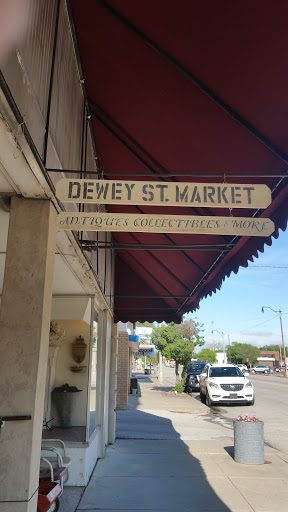 DEWEY ST. MARKET
ANTIQUES COLLECTIBLES & MORE